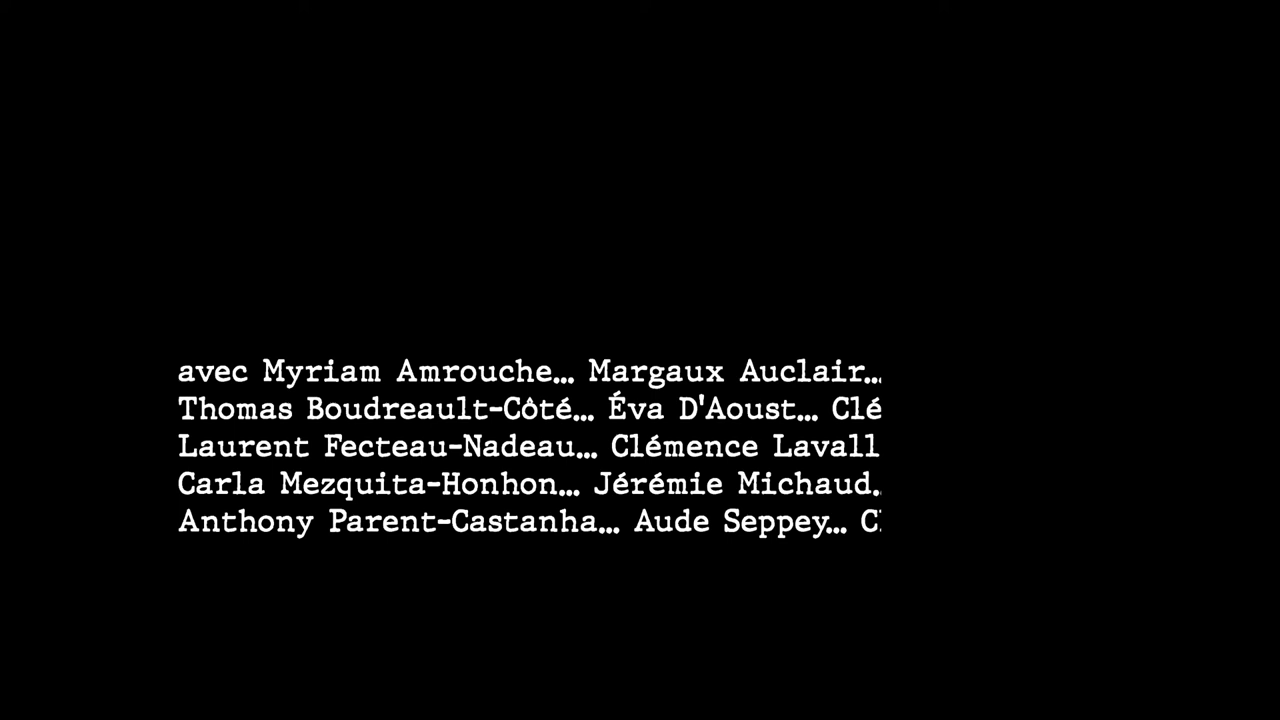 avec Myriam Amrouche… Margaux Auclair…
Thomas Boudreault-Côté… Éva D'Aoust… Clé
Laurent Fecteau-Nadeau… Clémence Lavall
Carla Mezquita-Honhon… Jérémie Michaud.
Anthony Parent-Castanha… Aude Seppey…